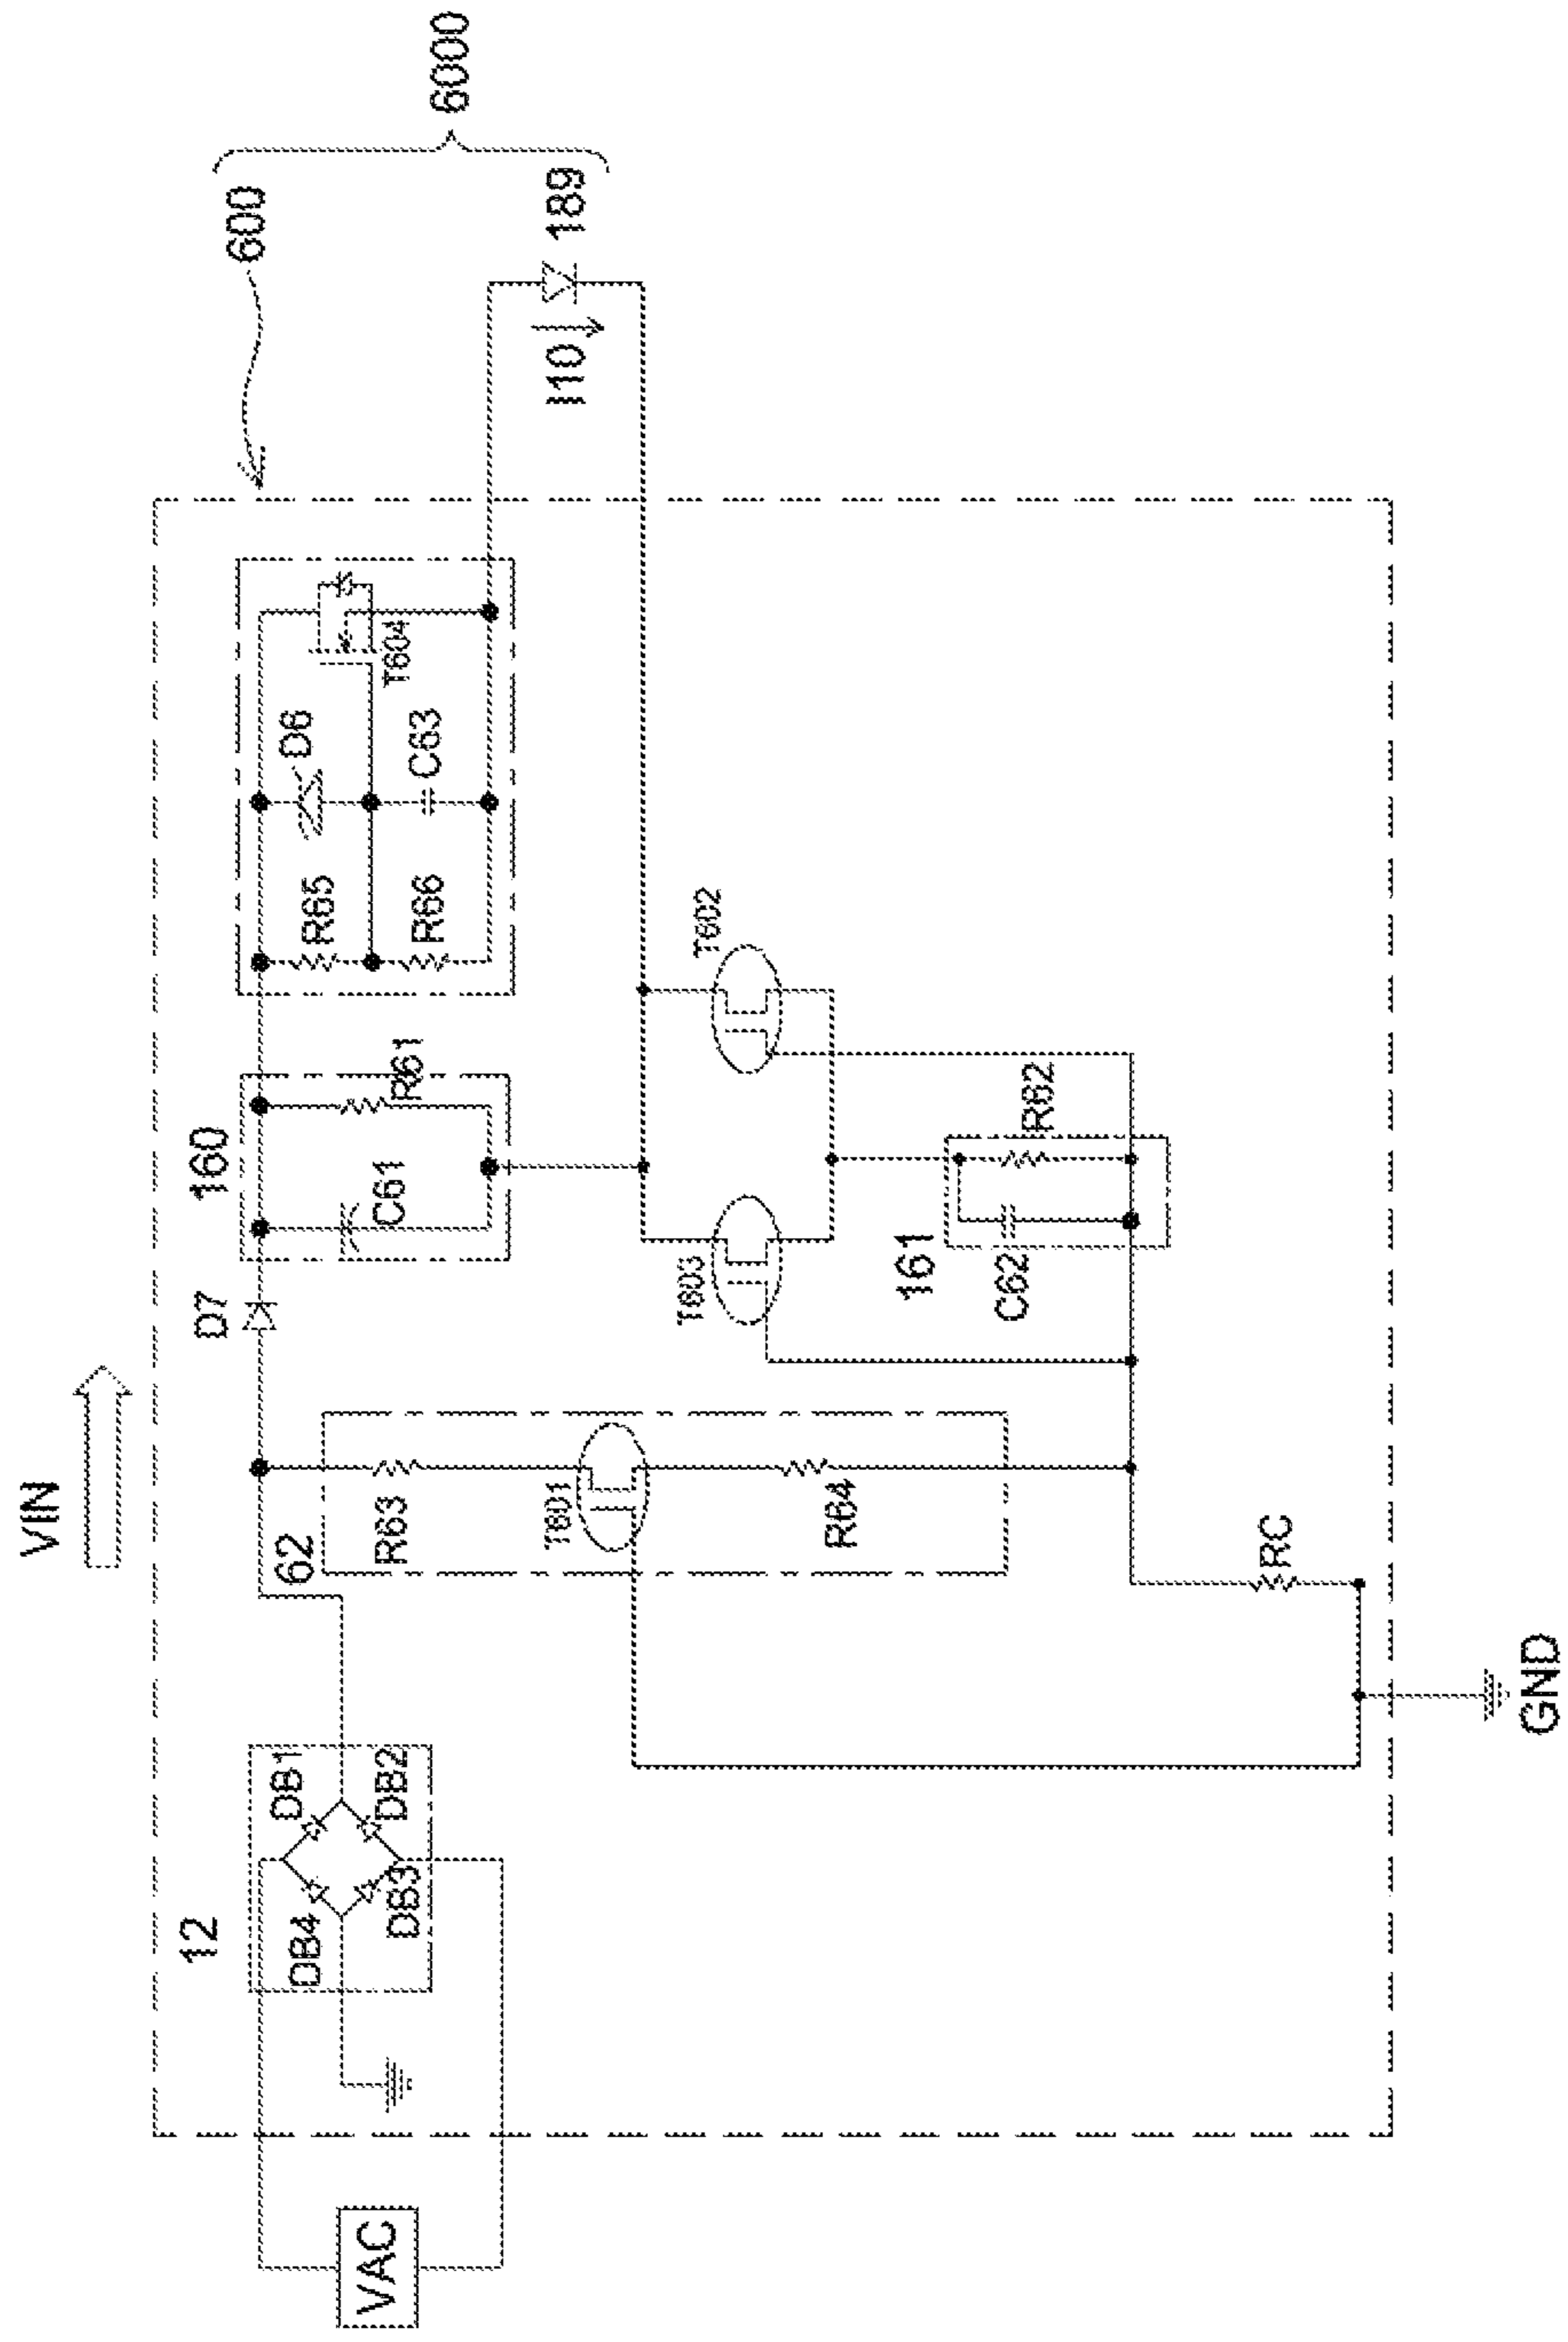 VIN
600
6000
12
62
D7
160
R61
C61
R65
D6
R66
C63
T604
189
I10
DB1
DB2
DB4
DB3
R63
T601
R64
T603
T602
161
C62
R62
RC
VAC
GND